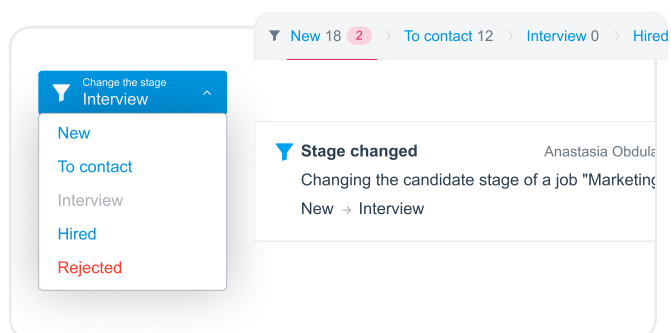 New 18 2 To contact 12 Interview 0 Hired
Change the stage
Interview
New
To contact
Interview
Hired
Rejected
Stage changed Anastasia
Changing the candidate stage of a job "Marketing
New → Interview